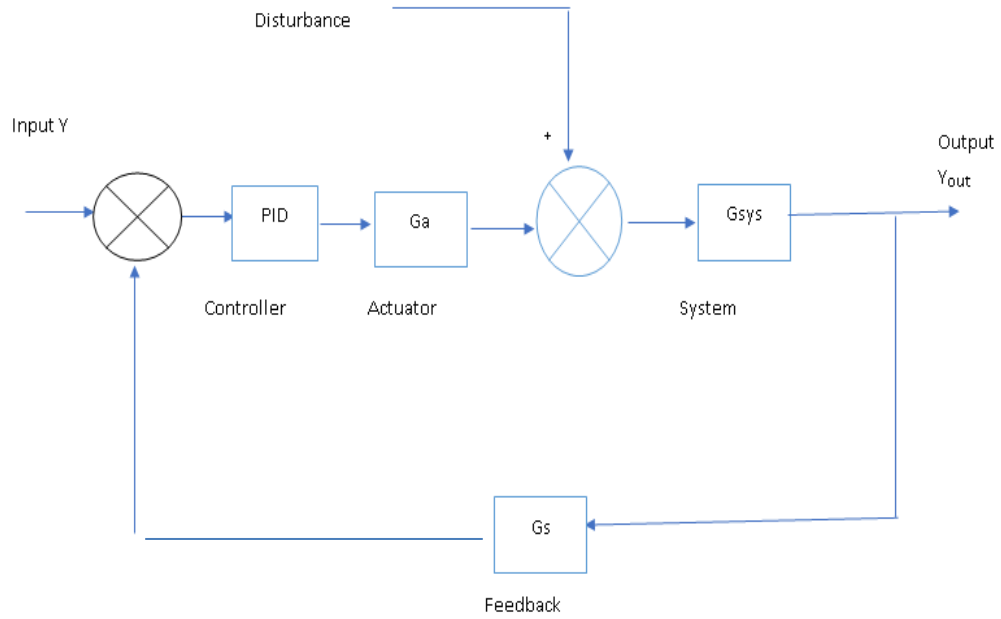 Disturbance
Input Y
+
Output
Yout
PID
Ga
Gsys
Controller
Actuator
System
Gs
Feedback